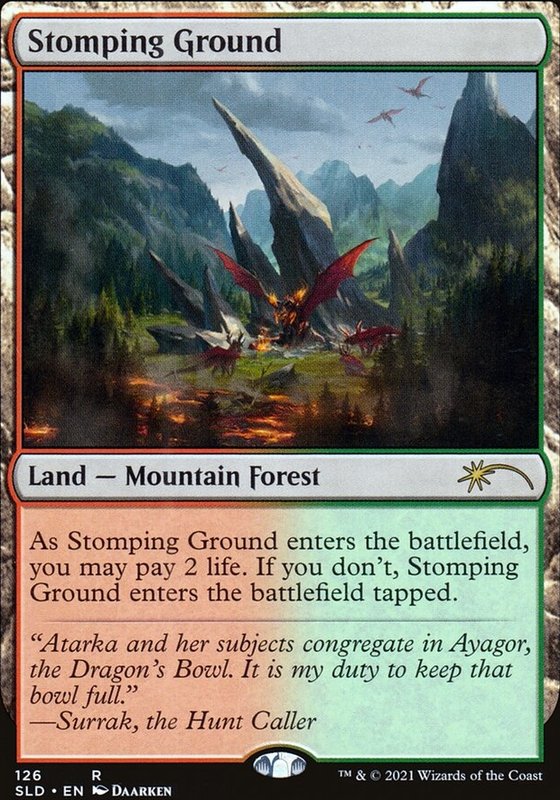 Stomping Ground
Land — Mountain Forest
As Stomping Ground enters the battlefield,
you may pay 2 life. If you don't, Stomping
Ground enters the battlefield tapped.
“Atarka and her subjects congregate in Ayagor,
the Dragon's Bowl. It is my duty to keep that
bowl full.”
—Surrak, the Hunt Caller
126 R
SLD • EN DAARKEN
™ & © 2021 Wizards of the Coast